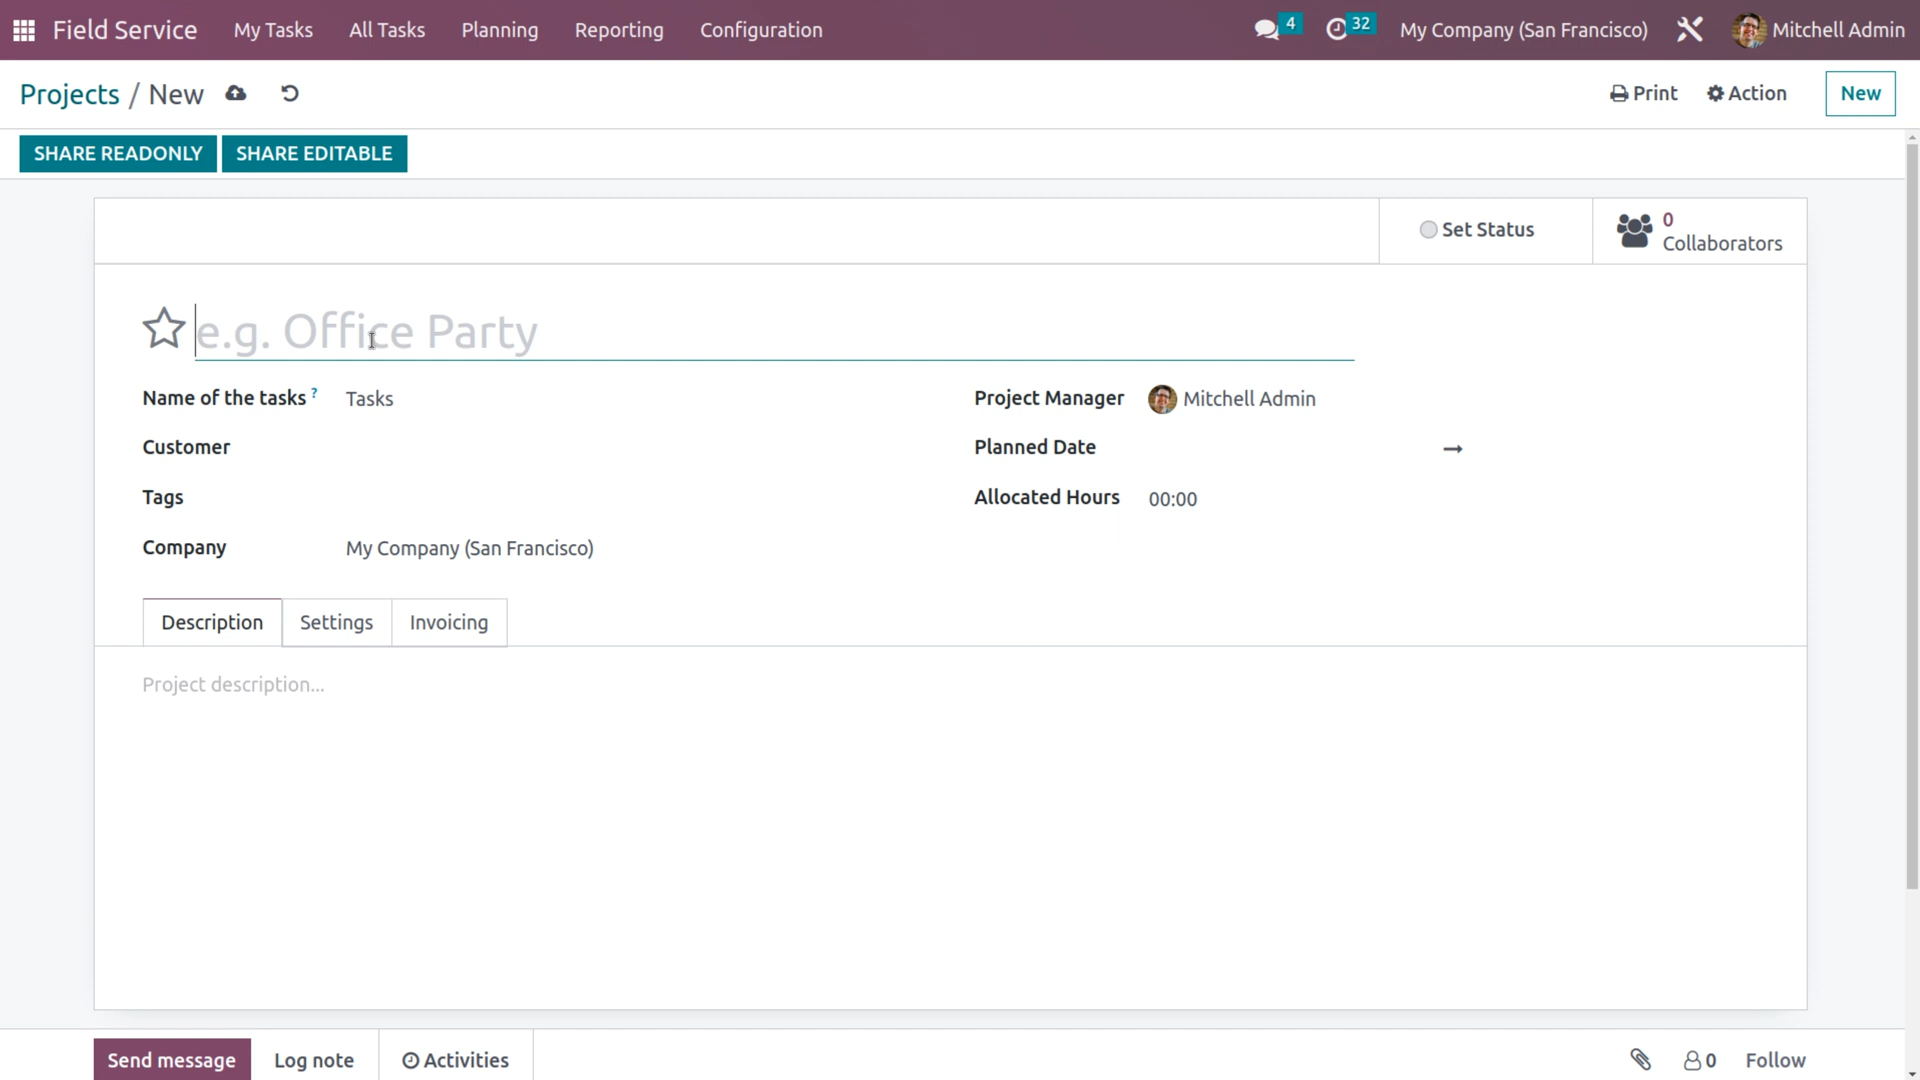 Field Service My Tasks All Tasks Planning Reporting Configuration 4 32 My Company (San Francisco) Mitchell Admin
Projects / New Print Action New
SHARE READONLY SHARE EDITABLE
Set Status 0 Collaborators
e.g. Office Party
Name of the tasks ? Tasks Project Manager Mitchell Admin
Customer Planned Date →
Tags Allocated Hours 00:00
Company My Company (San Francisco)
Description Settings Invoicing
Project description...
Send message Log note Activities 0 Follow